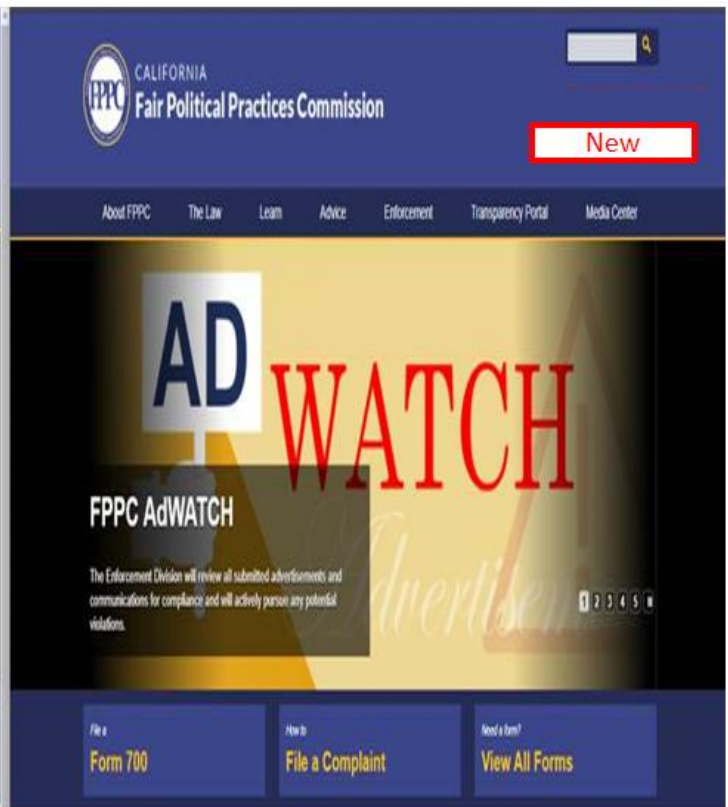 CALIFORNIA
FPPC Fair Political Practices Commission
New
About FPPC The Law Learn Advice Enforcement Transparency Portal Media Center
AD
WATCH
FPPC AdWATCH
The Enforcement Division will review all submitted advertisements and
communications for compliance and will actively pursue any potential
violations.
Advertisem
1 2 3 4 5
File a How to Need a form?
Form 700 File a Complaint View All Forms